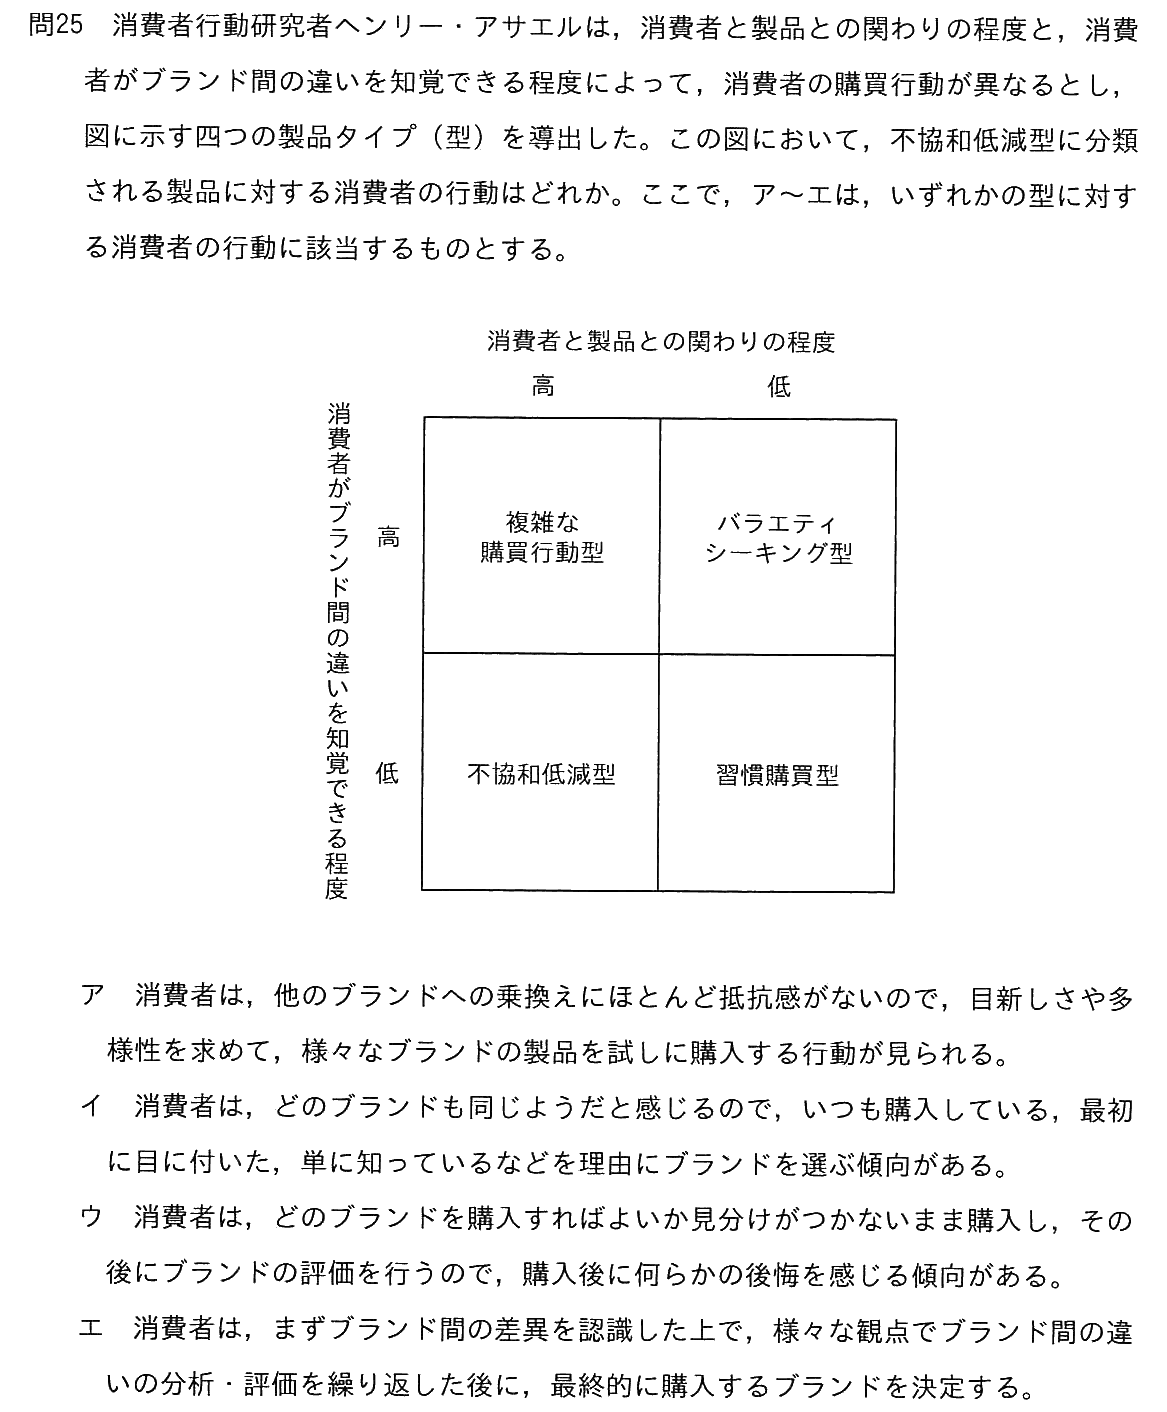 問25 消費者行動研究者ヘンリー・アサエルは，消費者と製品との関わりの程度と，消費
者がブランド間の違いを知覚できる程度によって，消費者の購買行動が異なるとし，
図に示す四つの製品タイプ（型）を導出した。この図において，不協和低減型に分類
される製品に対する消費者の行動はどれか。ここで，ア～エは，いずれかの型に対す
る消費者の行動に該当するものとする。
消費者と製品との関わりの程度
高 低
消費者がブランド間の違いを知覚できる程度
高
複雑な
購買行動型
バラエティ
シーキング型
低
不協和低減型
習慣購買型
ア 消費者は，他のブランドへの乗換えにほとんど抵抗感がないので，目新しさや多
様性を求めて，様々なブランドの製品を試しに購入する行動が見られる。
イ 消費者は，どのブランドも同じようだと感じるので，いつも購入している，最初
に目に付いた，単に知っているなどを理由にブランドを選ぶ傾向がある。
ウ 消費者は，どのブランドを購入すればよいか見分けがつかないまま購入し，その
後にブランドの評価を行うので，購入後に何らかの後悔を感じる傾向がある。
エ 消費者は，まずブランド間の差異を認識した上で，様々な観点でブランド間の違
いの分析・評価を繰り返した後に，最終的に購入するブランドを決定する。